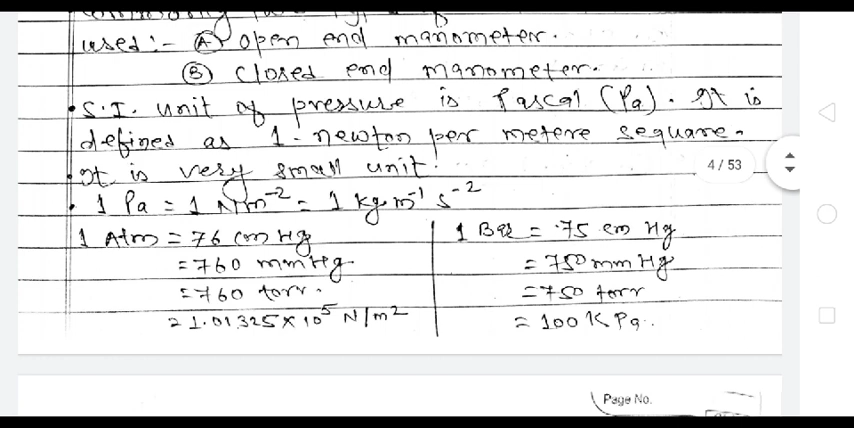 used :- (A) open end manometer.
(B) closed end manometer.
• S.I. unit of pressure is Pascal (Pa). It is
defined as 1 - newton per metere sequare.
• It is very small unit.
• 1 Pa = 1 Nm⁻² = 1 kg m⁻¹ s⁻²
1 Atm = 76 cm Hg
= 760 mm Hg
= 760 torr.
= 1.01325 × 10⁵ N/m²
1 Bar = 75 cm Hg
= 750 mm Hg
= 750 torr
= 100 K Pa.
4 / 53
Page No.